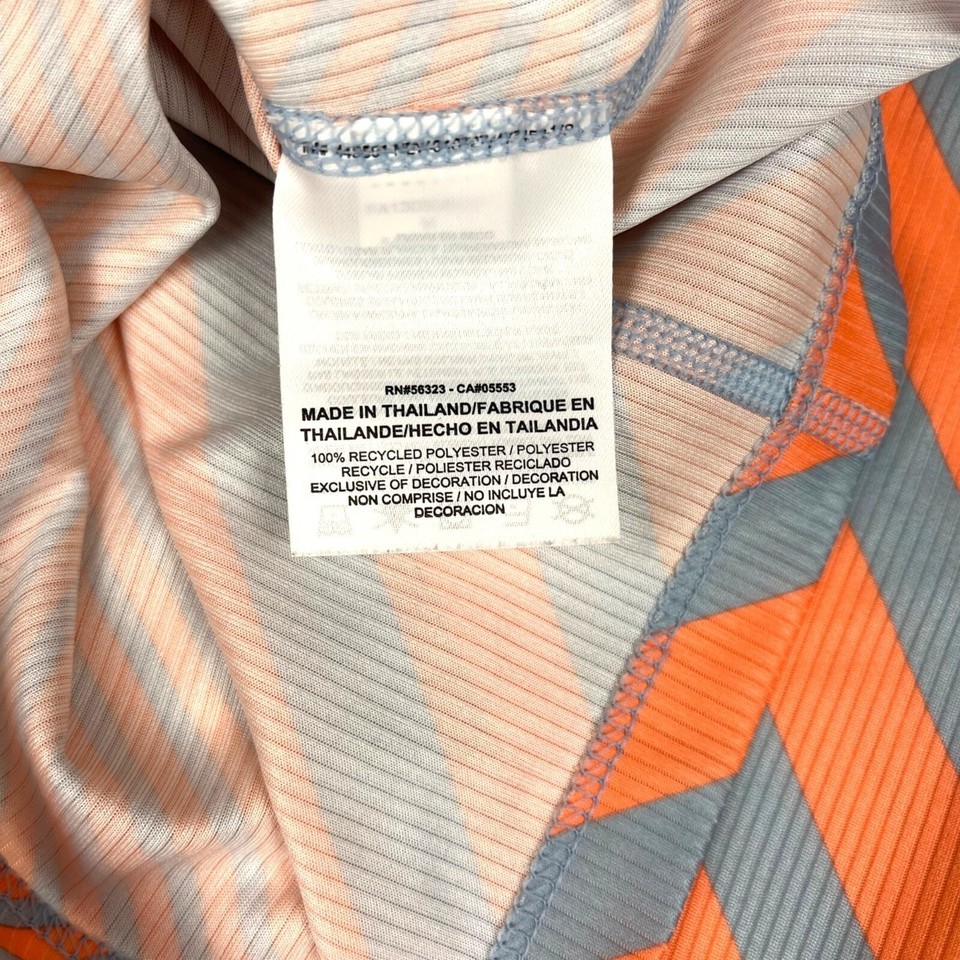 RN#56323 - CA#05553
MADE IN THAILAND/FABRIQUE EN
THAILANDE/HECHO EN TAILANDIA
100% RECYCLED POLYESTER / POLYESTER
RECYCLE / POLIESTER RECICLADO
EXCLUSIVE OF DECORATION / DECORATION
NON COMPRISE / NO INCLUYE LA
DECORACION